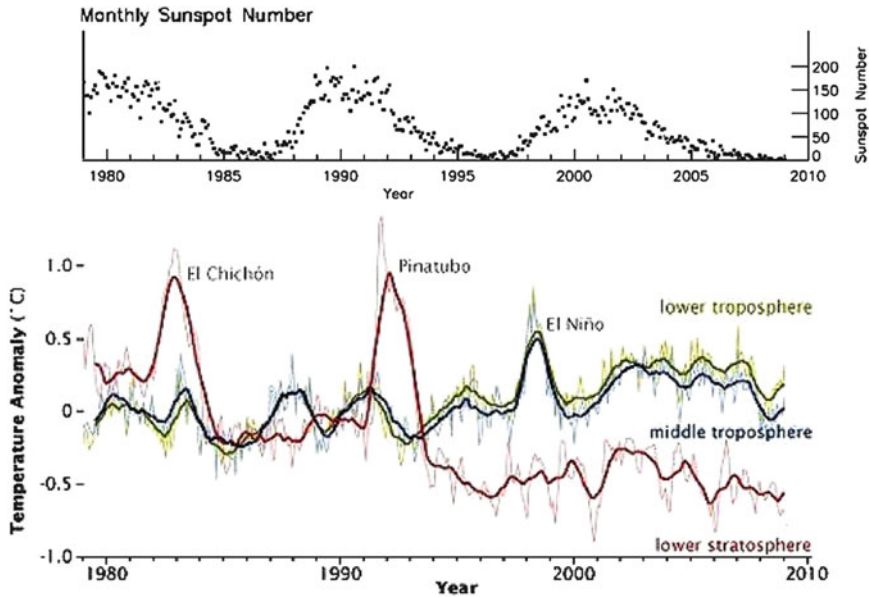 Monthly Sunspot Number
200
150
100
50
0
Sunspot Number
1980 1985 1990 1995 2000 2005 2010
Year
Temperature Anomaly (°C)
1.0
0.5
0
-0.5
-1.0
El Chichón
Pinatubo
El Niño
lower troposphere
middle troposphere
lower stratosphere
1980 1990 2000 2010
Year